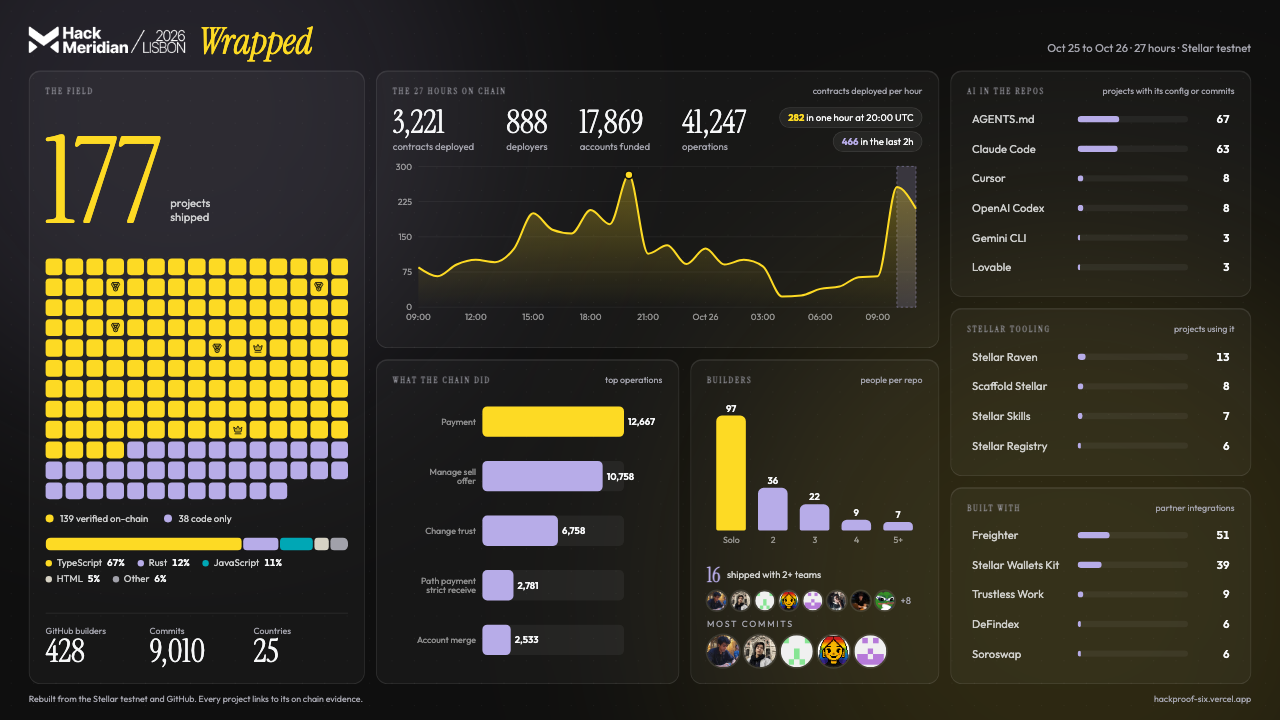 Hack
Meridian
2026
LISBON
Wrapped
Oct 25 to Oct 26 · 27 hours · Stellar testnet
THE FIELD
177
projects
shipped
139 verified on-chain
38 code only
TypeScript 67%
Rust 12%
JavaScript 11%
HTML 5%
Other 6%
GitHub builders
428
Commits
9,010
Countries
25
THE 27 HOURS ON CHAIN
contracts deployed per hour
3,221
contracts deployed
888
deployers
17,869
accounts funded
41,247
operations
282 in one hour at 20:00 UTC
466 in the last 2h
300
225
150
75
0
09:00
12:00
15:00
18:00
21:00
Oct 26
03:00
06:00
09:00
WHAT THE CHAIN DID
top operations
Payment
12,667
Manage sell
offer
10,758
Change trust
6,758
Path payment
strict receive
2,781
Account merge
2,533
BUILDERS
people per repo
97
36
22
9
7
Solo
2
3
4
5+
16 shipped with 2+ teams
+8
MOST COMMITS
AI IN THE REPOS
projects with its config or commits
AGENTS.md 67
Claude Code 63
Cursor 8
OpenAI Codex 8
Gemini CLI 3
Lovable 3
STELLAR TOOLING
projects using it
Stellar Raven 13
Scaffold Stellar 8
Stellar Skills 7
Stellar Registry 6
BUILT WITH
partner integrations
Freighter 51
Stellar Wallets Kit 39
Trustless Work 9
DeFindex 6
Soroswap 6
Rebuilt from the Stellar testnet and GitHub. Every project links to its on chain evidence.
hackproof-six.vercel.app